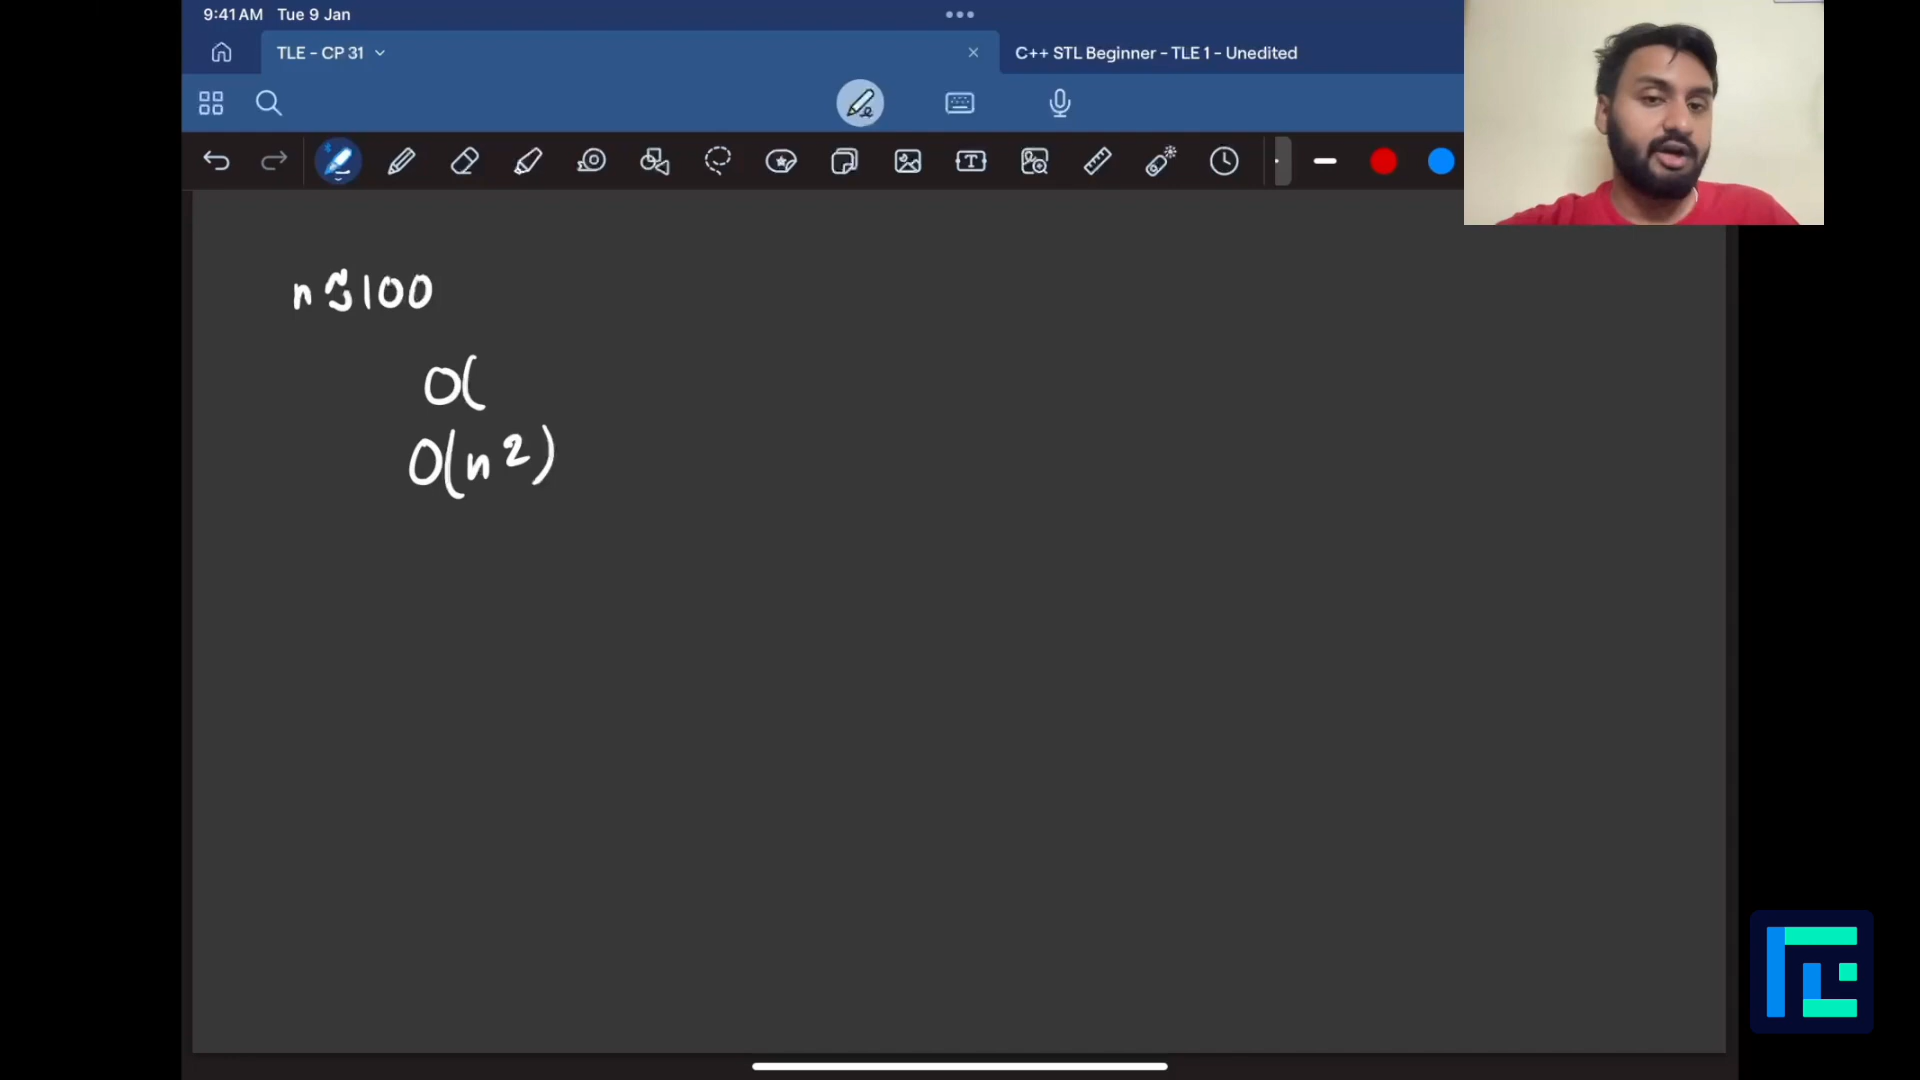 9:41 AM Tue 9 Jan
TLE - CP 31
C++ STL Beginner - TLE 1 - Unedited
n ≈ 100
O(
O(n²)